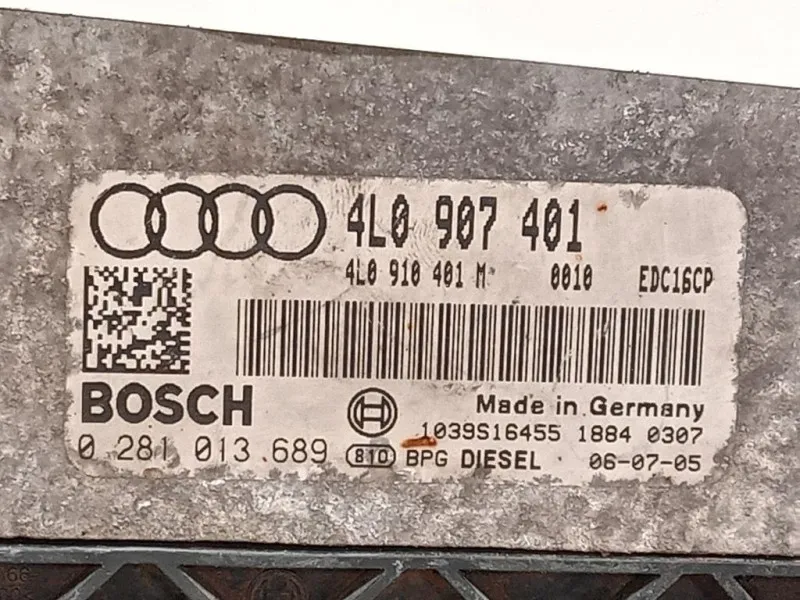 4L0 907 401
4L0 910 401 M 0010 EDC16CP
BOSCH
Made in Germany
1039S16455 1884 0307
0 281 013 689 810 BPG DIESEL 06-07-05